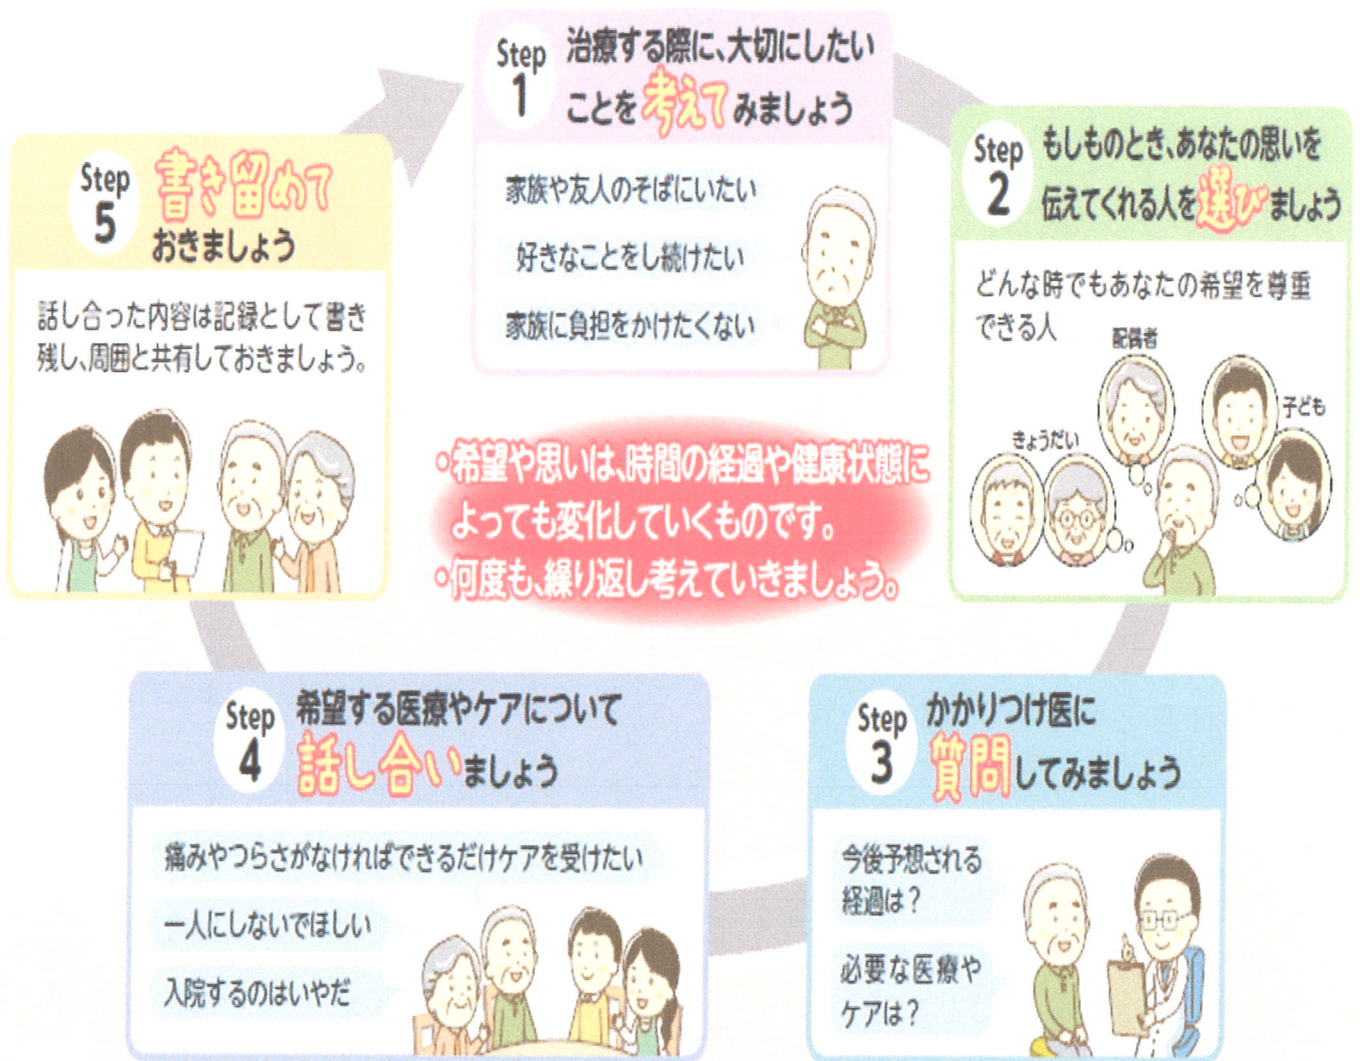 Step
1
治療する際に、大切にしたい
ことを考えてみましょう
家族や友人のそばにいたい
好きなことをし続けたい
家族に負担をかけたくない
Step
2
もしものとき、あなたの思いを
伝えてくれる人を選びましょう
どんな時でもあなたの希望を尊重
できる人
配偶者
子ども
きょうだい
Step
3
かかりつけ医に
質問してみましょう
今後予想される
経過は？
必要な医療や
ケアは？
Step
4
希望する医療やケアについて
話し合いましょう
痛みやつらさがなければできるだけケアを受けたい
一人にしないでほしい
入院するのはいやだ
Step
5
書き留めて
おきましょう
話し合った内容は記録として書き
残し、周囲と共有しておきましょう。
・希望や思いは、時間の経過や健康状態に
よっても変化していくものです。
・何度も、繰り返し考えていきましょう。